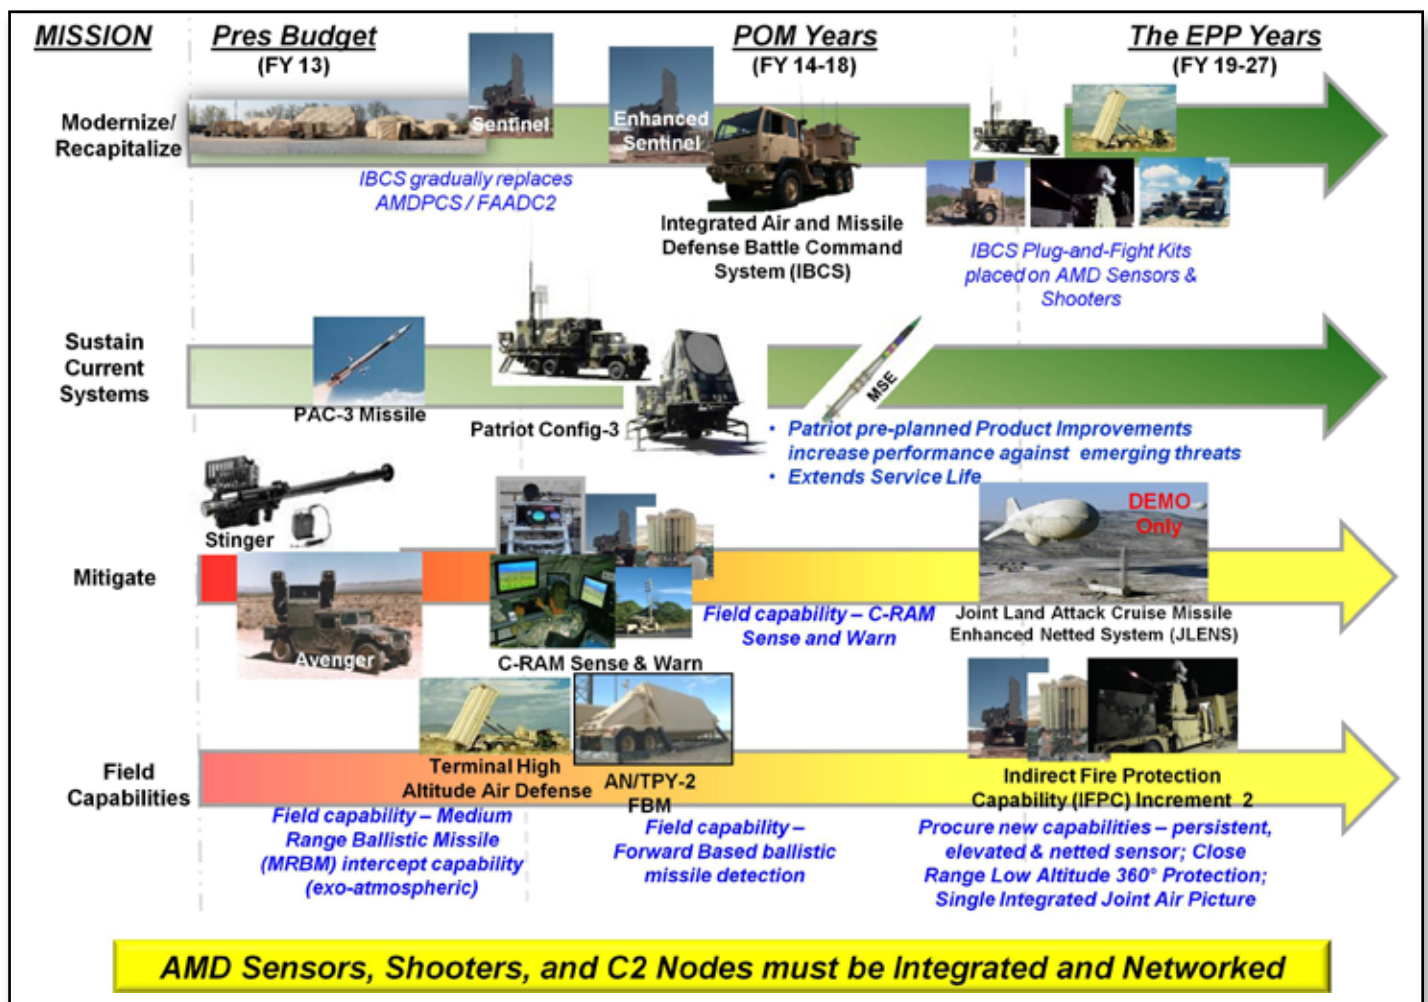 MISSION
Pres Budget
(FY 13)
POM Years
(FY 14-18)
The EPP Years
(FY 19-27)
Modernize/
Recapitalize
Sentinel
Enhanced
Sentinel
IBCS gradually replaces
AMDPCS / FAADC2
Integrated Air and Missile
Defense Battle Command
System (IBCS)
IBCS Plug-and-Fight Kits
placed on AMD Sensors &
Shooters
Sustain
Current
Systems
PAC-3 Missile
Patriot Config-3
MSE
• Patriot pre-planned Product Improvements
increase performance against emerging threats
• Extends Service Life
Mitigate
Stinger
Avenger
C-RAM Sense & Warn
Field capability – C-RAM
Sense and Warn
DEMO
Only
Joint Land Attack Cruise Missile
Enhanced Netted System (JLENS)
Field
Capabilities
Terminal High
Altitude Air Defense
Field capability – Medium
Range Ballistic Missile
(MRBM) intercept capability
(exo-atmospheric)
AN/TPY-2
FBM
Field capability –
Forward Based ballistic
missile detection
Indirect Fire Protection
Capability (IFPC) Increment 2
Procure new capabilities – persistent,
elevated & netted sensor; Close
Range Low Altitude 360° Protection;
Single Integrated Joint Air Picture
AMD Sensors, Shooters, and C2 Nodes must be Integrated and Networked